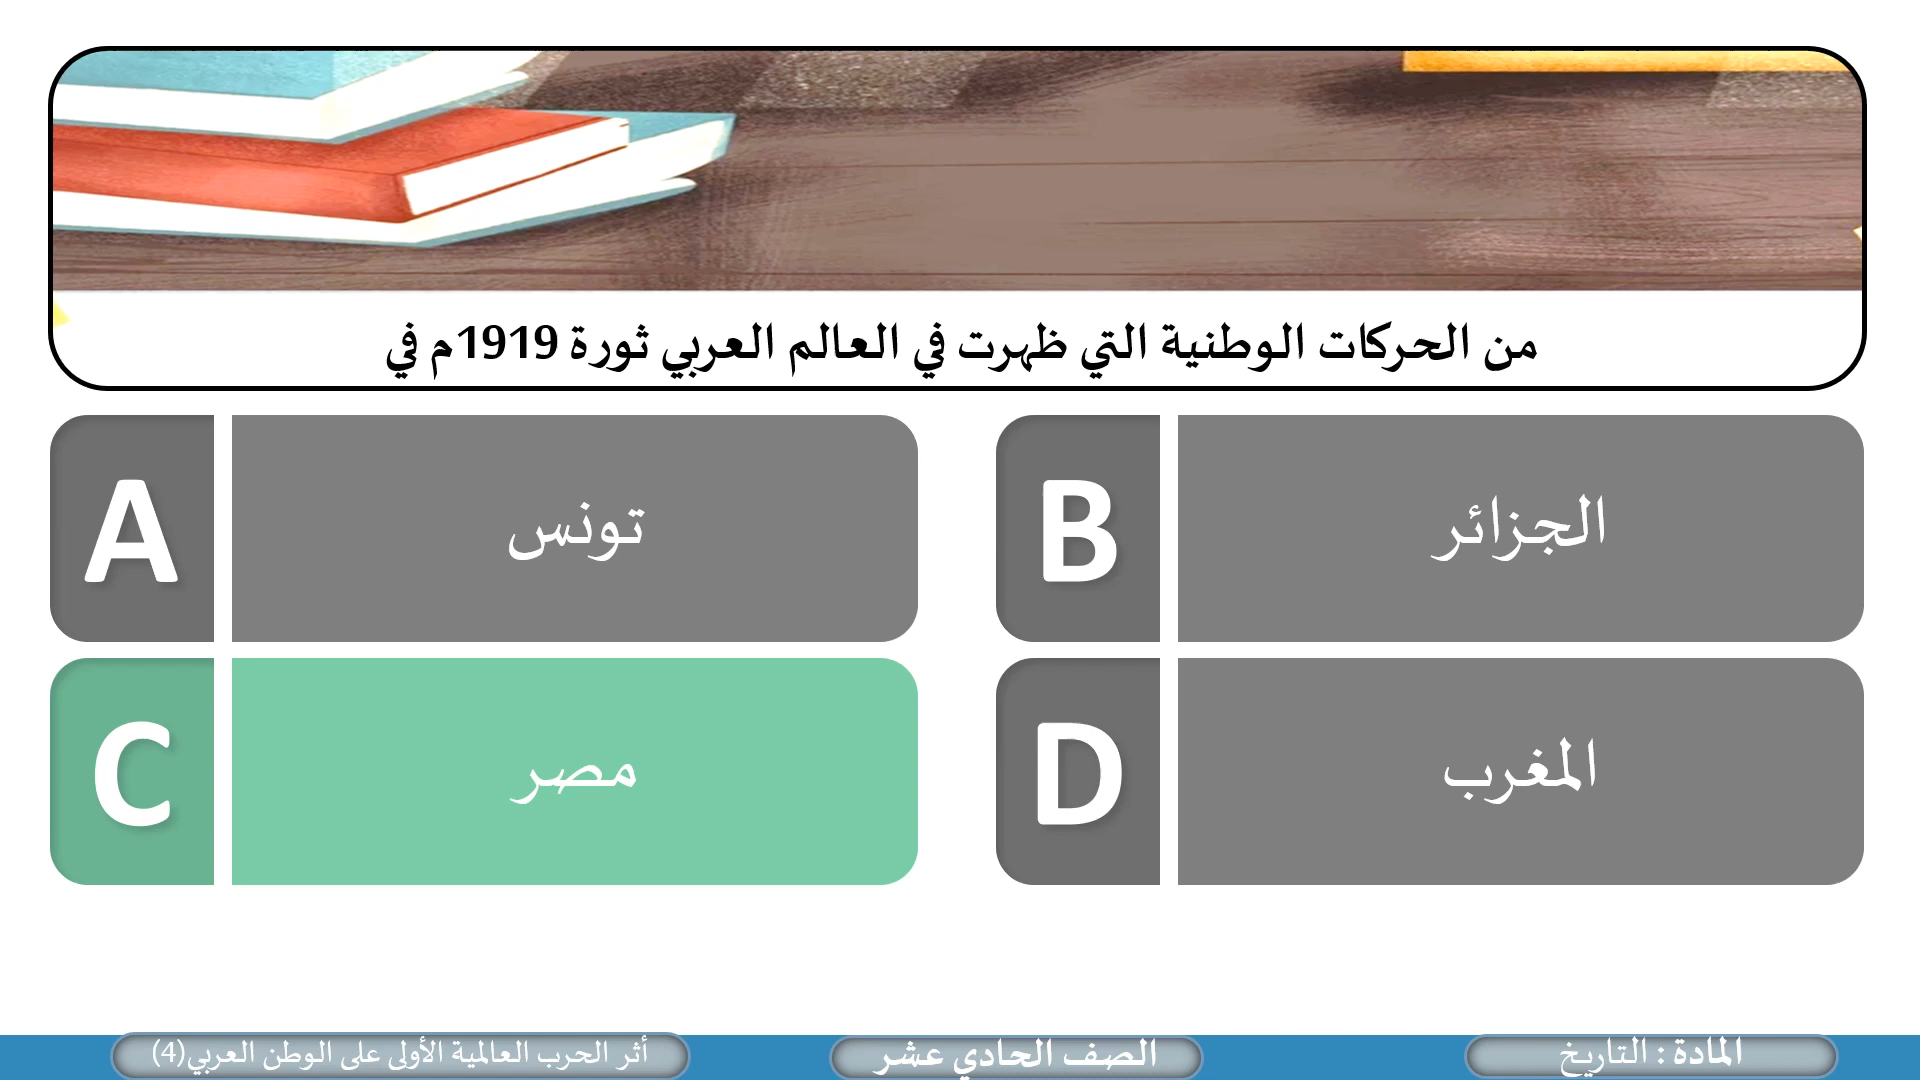 من الحركات الوطنية التي ظهرت في العالم العربي ثورة 1919م في
A
تونس
B
الجزائر
C
مصر
D
المغرب
المادة : التاريخ
الصف الحادي عشر
أثر الحرب العالمية الأولى على الوطن العربي(4)